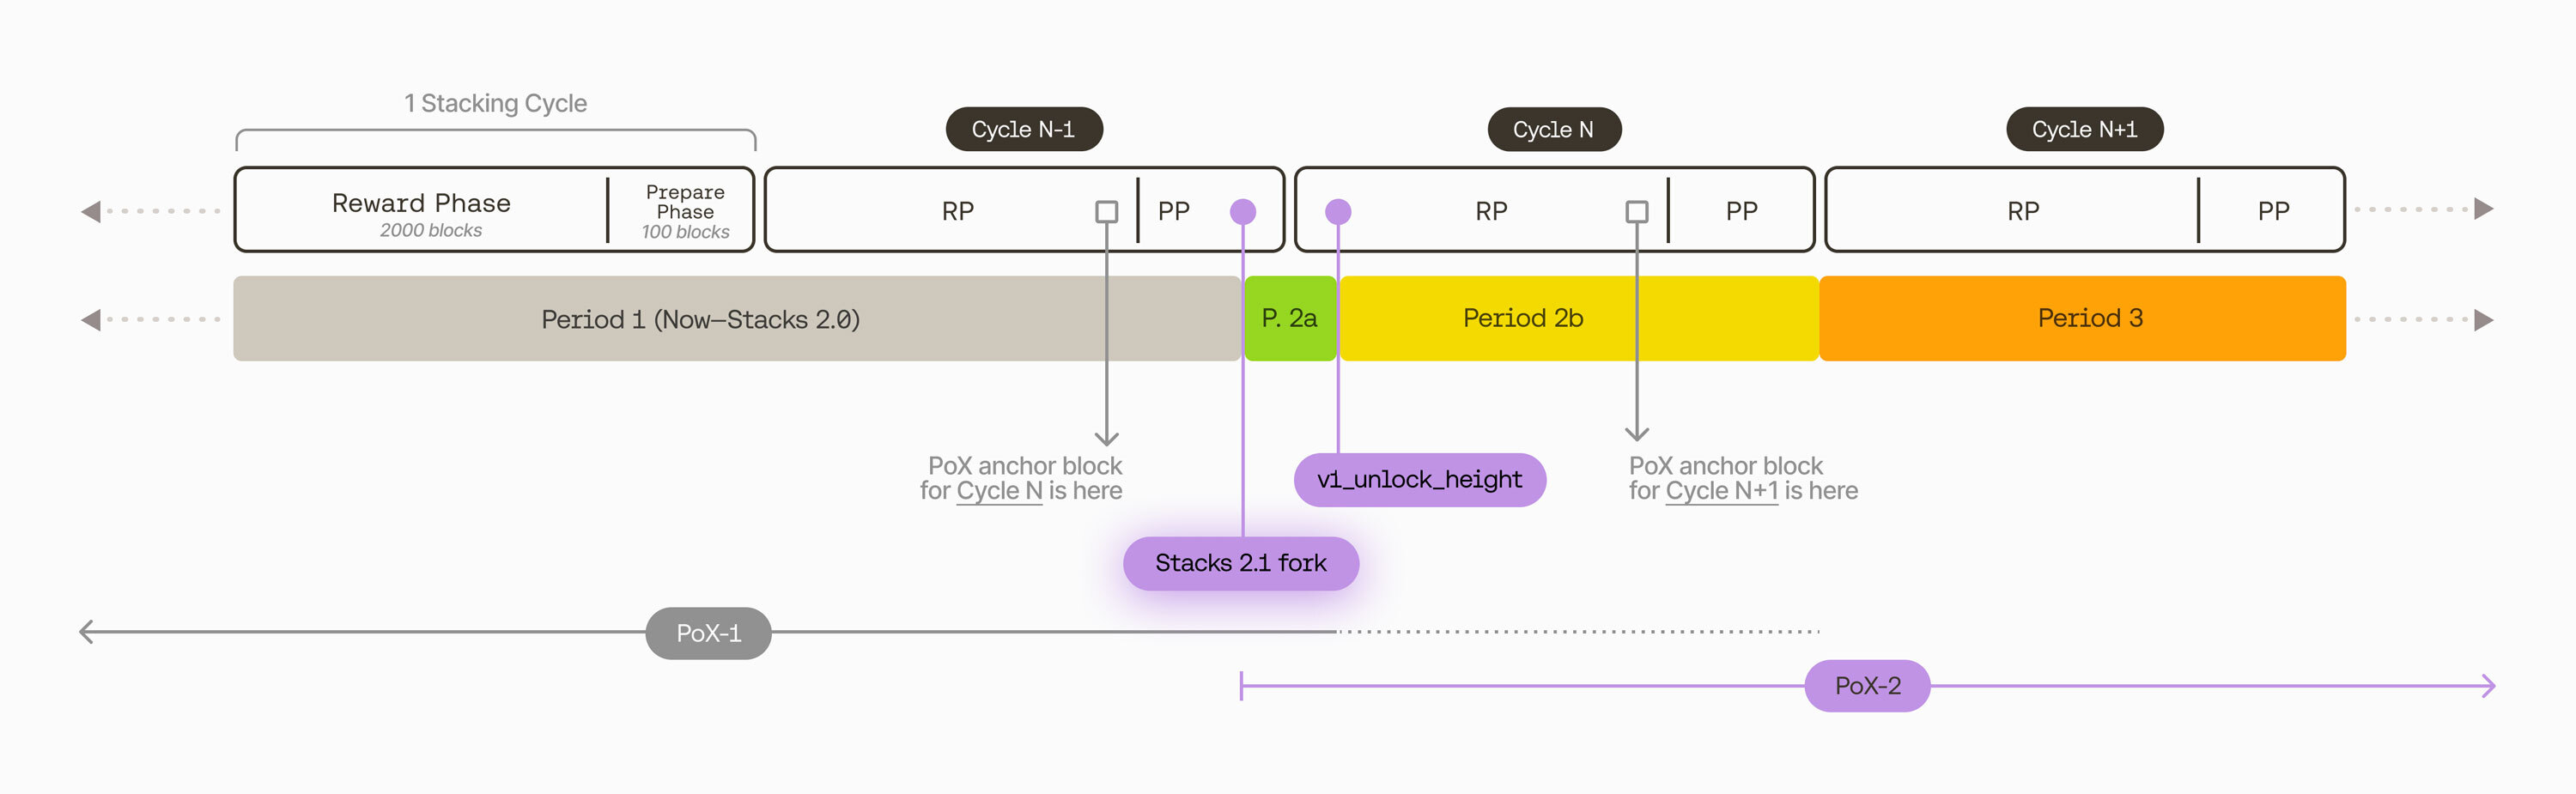 1 Stacking Cycle
Cycle N-1
Cycle N
Cycle N+1
Reward Phase
2000 blocks
Prepare
Phase
100 blocks
RP
PP
RP
PP
RP
PP
Period 1 (Now—Stacks 2.0)
P. 2a
Period 2b
Period 3
PoX anchor block
for Cycle N is here
v1_unlock_height
PoX anchor block
for Cycle N+1 is here
Stacks 2.1 fork
PoX-1
PoX-2